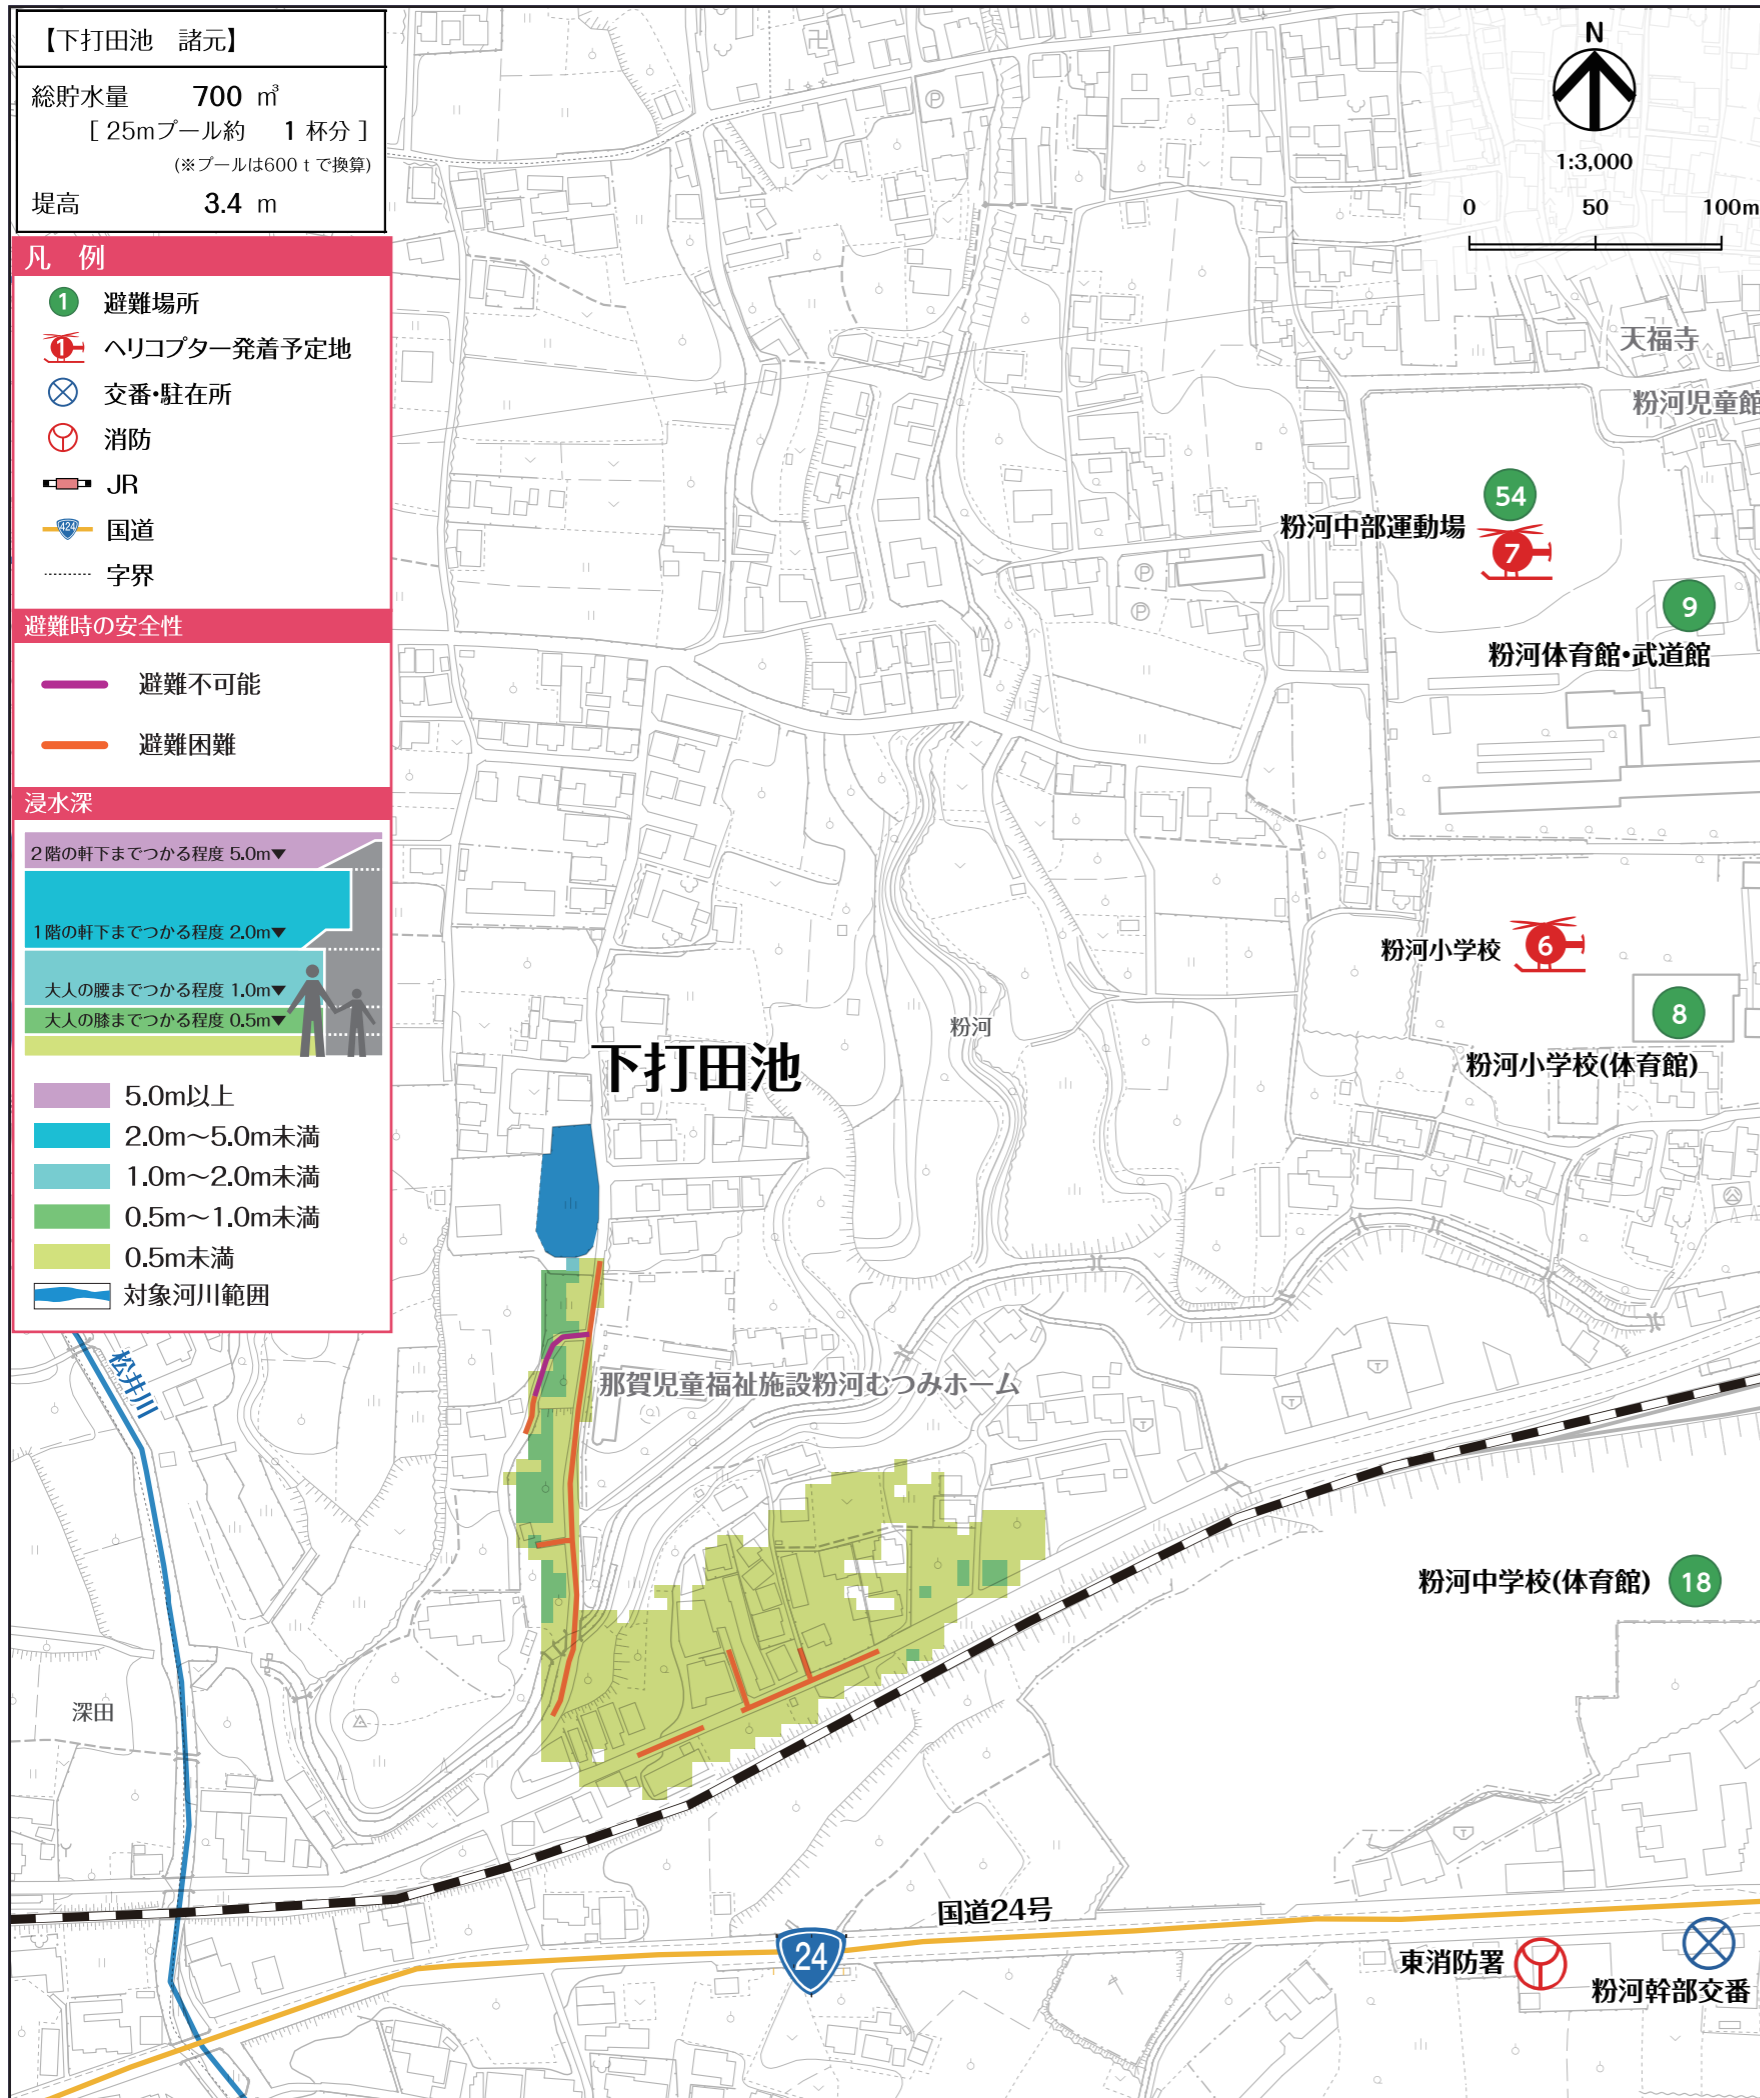 【下打田池　諸元】
総貯水量　700 ㎥
[ 25mプール約　1 杯分 ]
(※プールは600ｔで換算)
堤高　3.4 m
凡 例
1 避難場所
1 ヘリコプター発着予定地
交番・駐在所
消防
JR
424 国道
字界
避難時の安全性
避難不可能
避難困難
浸水深
2階の軒下までつかる程度 5.0m▼
1階の軒下までつかる程度 2.0m▼
大人の腰までつかる程度 1.0m▼
大人の膝までつかる程度 0.5m▼
5.0m以上
2.0m～5.0m未満
1.0m～2.0m未満
0.5m～1.0m未満
0.5m未満
対象河川範囲
N
1:3,000
0 50 100m
天福寺
粉河児童館
54
粉河中部運動場
7
9
粉河体育館・武道館
粉河小学校
6
8
粉河小学校(体育館)
粉河
下打田池
松井川
那賀児童福祉施設粉河むつみホーム
粉河中学校(体育館)
18
深田
国道24号
24
東消防署
粉河幹部交番